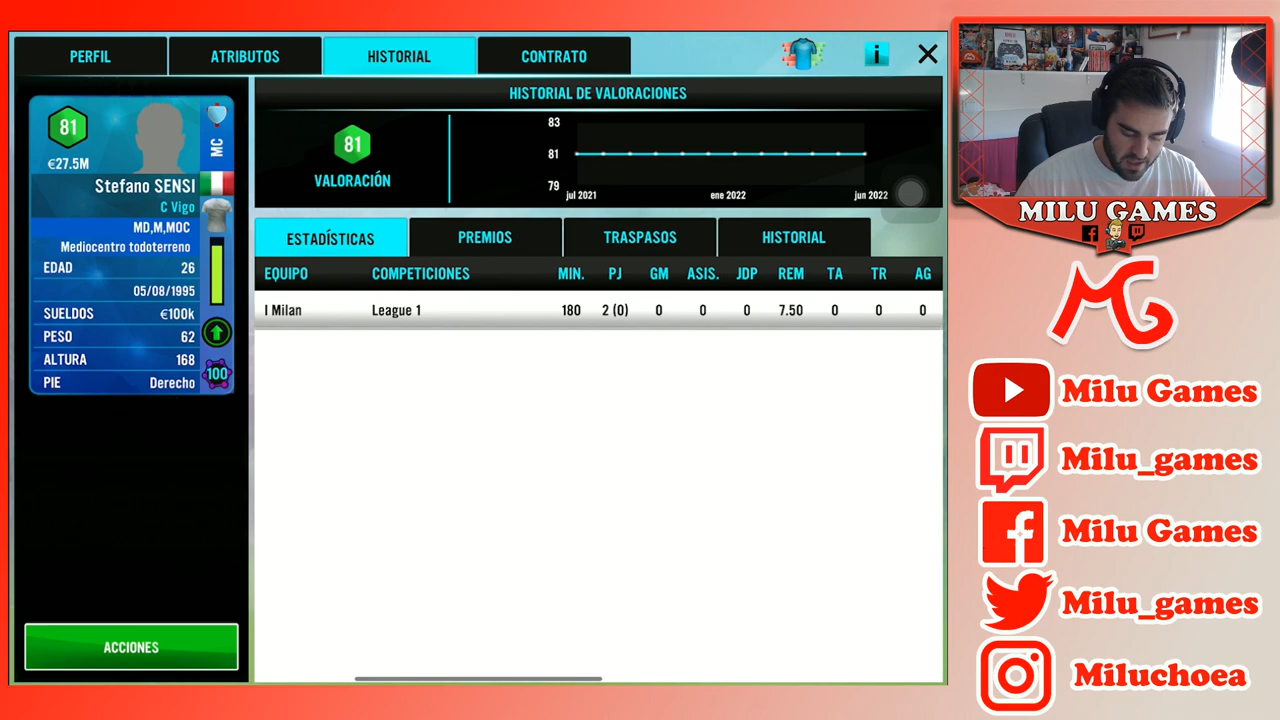 PERFIL
ATRIBUTOS
HISTORIAL
CONTRATO
i
81
€27.5M
MC
Stefano SENSI
C Vigo
MD,M,MOC
Mediocentro todoterreno
EDAD 26
05/08/1995
SUELDOS €100k
PESO 62
ALTURA 168
PIE Derecho
100
ACCIONES
HISTORIAL DE VALORACIONES
81
VALORACIÓN
83
81
79
jul 2021 ene 2022 jun 2022
ESTADÍSTICAS
PREMIOS
TRASPASOS
HISTORIAL
EQUIPO COMPETICIONES MIN. PJ GM ASIS. JDP REM TA TR AG
I Milan League 1 180 2 (0) 0 0 0 7.50 0 0 0
MILU GAMES
MG
Milu Games
Milu_games
Milu Games
Milu_games
Miluchoea